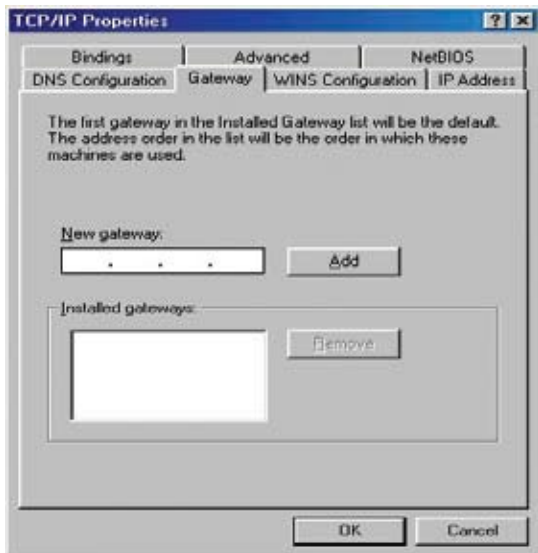 TCP/IP Properties
Bindings Advanced NetBIOS
DNS Configuration Gateway WINS Configuration IP Address
The first gateway in the Installed Gateway list will be the default.
The address order in the list will be the order in which these
machines are used.
New gateway:
. . .
Add
Installed gateways:
Remove
OK Cancel